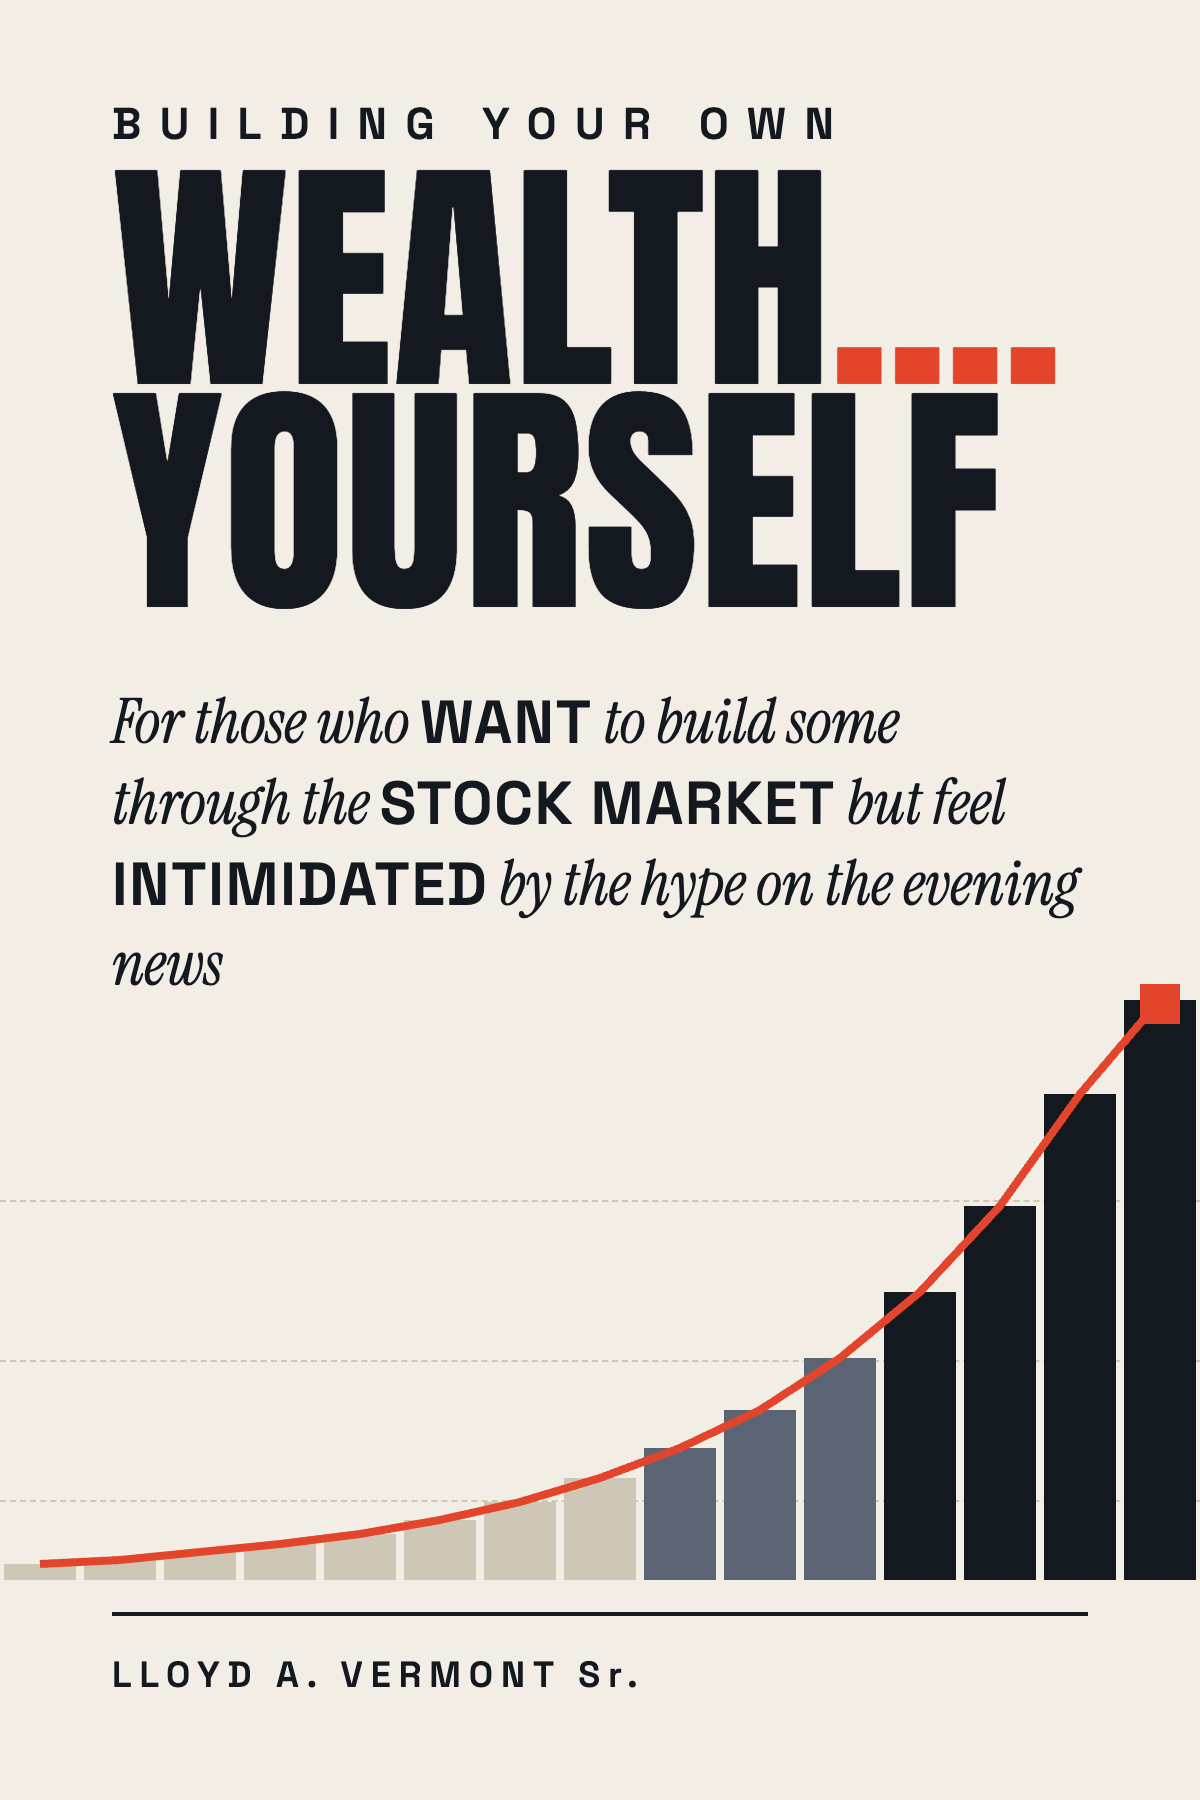 BUILDING YOUR OWN
WEALTH....
YOURSELF
For those who WANT to build some
through the STOCK MARKET but feel
INTIMIDATED by the hype on the evening
news
LLOYD A. VERMONT Sr.